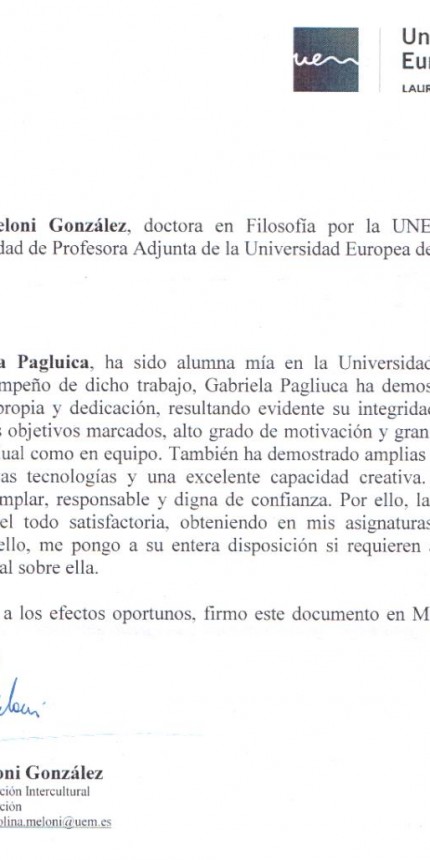 uem
Un
Eur
LAUR
eloni González, doctora en Filosofía por la UNE
dad de Profesora Adjunta de la Universidad Europea de
a Pagluica, ha sido alumna mía en la Universidad
mpeño de dicho trabajo, Gabriela Pagliuca ha demos
propia y dedicación, resultando evidente su integridad
s objetivos marcados, alto grado de motivación y gran
ual como en equipo. También ha demostrado amplias
as tecnologías y una excelente capacidad creativa.
mplar, responsable y digna de confianza. Por ello, la
el todo satisfactoria, obteniendo en mis asignaturas
ello, me pongo a su entera disposición si requieren
al sobre ella.
a los efectos oportunos, firmo este documento en M
eloni
oni González
ción Intercultural
ción
olina.meloni@uem.es